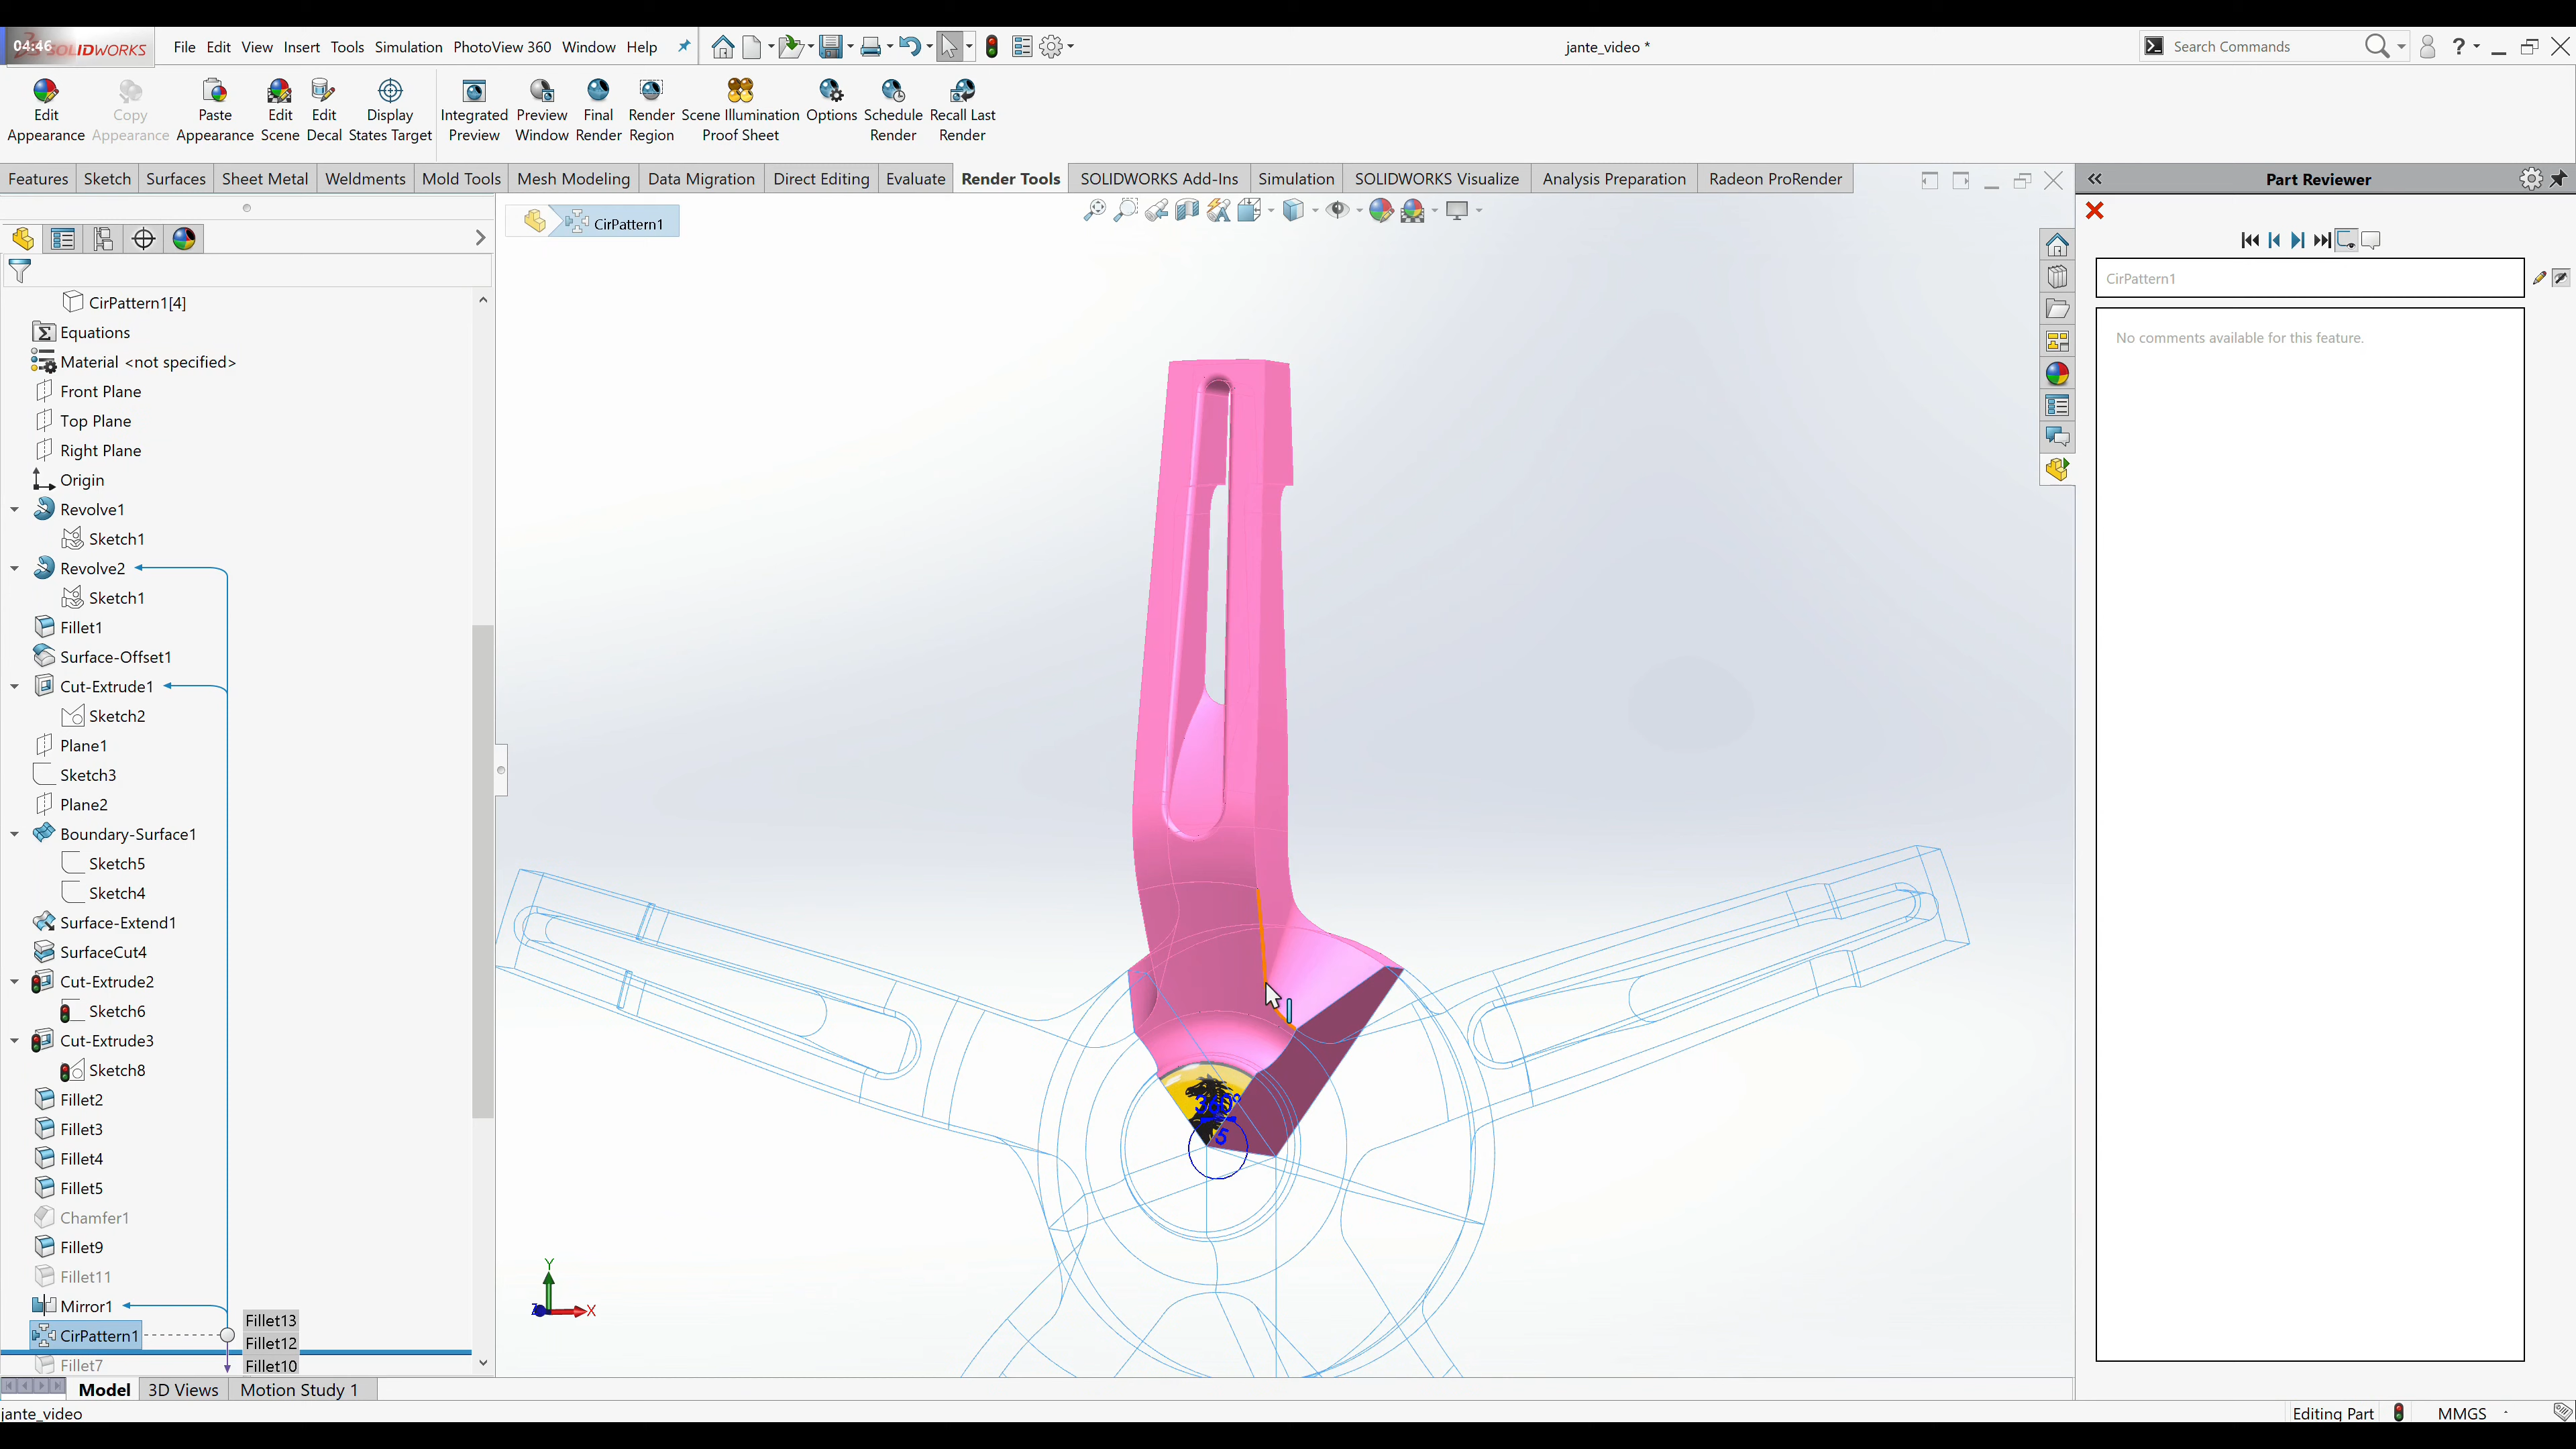 04:46 SOLIDWORKS File Edit View Insert Tools Simulation PhotoView 360 Window Help jante_video * Search Commands
Edit Appearance
Copy Appearance
Paste Appearance
Edit Scene
Edit Decal
Display States Target
Integrated Preview
Preview Window
Final Render
Render Region
Scene Illumination Proof Sheet
Options
Schedule Render
Recall Last Render
Features Sketch Surfaces Sheet Metal Weldments Mold Tools Mesh Modeling Data Migration Direct Editing Evaluate Render Tools SOLIDWORKS Add-Ins Simulation SOLIDWORKS Visualize Analysis Preparation Radeon ProRender
Part Reviewer
CirPattern1
CirPattern1
No comments available for this feature.
CirPattern1[4]
Equations
Material <not specified>
Front Plane
Top Plane
Right Plane
Origin
Revolve1
Sketch1
Revolve2
Sketch1
Fillet1
Surface-Offset1
Cut-Extrude1
Sketch2
Plane1
Sketch3
Plane2
Boundary-Surface1
Sketch5
Sketch4
Surface-Extend1
SurfaceCut4
Cut-Extrude2
Sketch6
Cut-Extrude3
Sketch8
Fillet2
Fillet3
Fillet4
Fillet5
Chamfer1
Fillet9
Fillet11
Mirror1
CirPattern1
Fillet7
Fillet13
Fillet12
Fillet10
360°
5
Y
Z X
Model 3D Views Motion Study 1
jante_video
Editing Part MMGS